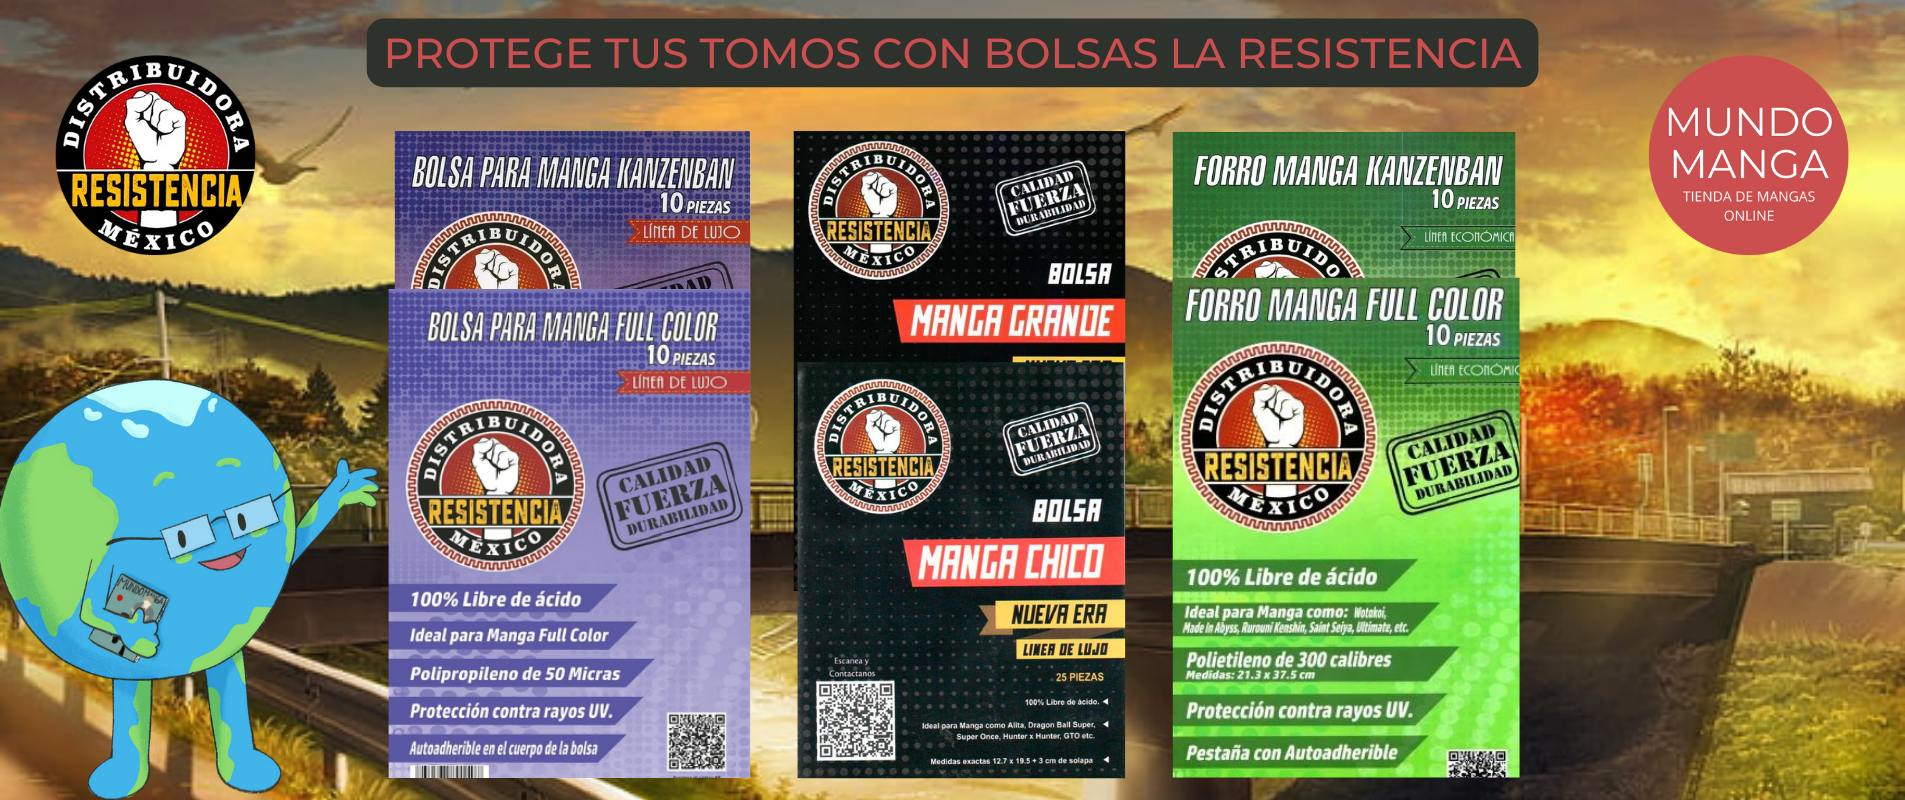 PROTEGE TUS TOMOS CON BOLSAS LA RESISTENCIA
DISTRIBUIDORA
RESISTENCIA
MÉXICO
MUNDO
MANGA
TIENDA DE MANGAS
ONLINE
BOLSA PARA MANGA KANZENBAN
10 PIEZAS
LÍNEA DE LUJO
DISTRIBUIDORA
BOLSA PARA MANGA FULL COLOR
10 PIEZAS
LÍNEA DE LUJO
DISTRIBUIDORA
RESISTENCIA
MÉXICO
CALIDAD
FUERZA
DURABILIDAD
100% Libre de ácido
Ideal para Manga Full Color
Polipropileno de 50 Micras
Protección contra rayos UV.
Autoadherible en el cuerpo de la bolsa
DISTRIBUIDORA
RESISTENCIA
MÉXICO
CALIDAD
FUERZA
DURABILIDAD
BOLSA
MANGA GRANDE
DISTRIBUIDORA
RESISTENCIA
MÉXICO
CALIDAD
FUERZA
DURABILIDAD
BOLSA
MANGA CHICO
NUEVA ERA
LINEA DE LUJO
Escanea y
Contactanos
25 PIEZAS
100% Libre de ácido.
Ideal para Manga como Alita, Dragon Ball Super,
Super Once, Hunter x Hunter, GTO etc.
Medidas exactas 12.7 x 19.5 + 3 cm de solapa
FORRO MANGA KANZENBAN
10 PIEZAS
LÍNEA ECONÓMICA
DISTRIBUIDORA
FORRO MANGA FULL COLOR
10 PIEZAS
LÍNEA ECONÓMIC
DISTRIBUIDORA
RESISTENCIA
MÉXICO
CALIDAD
FUERZA
DURABILIDAD
100% Libre de ácido
Ideal para Manga como: Wotakoi,
Made In Abyss, Rurouni Kenshin, Saint Seiya, Ultimate, etc.
Polietileno de 300 calibres
Medidas: 21.3 x 37.5 cm
Protección contra rayos UV.
Pestaña con Autoadherible
MUNDO MANGA